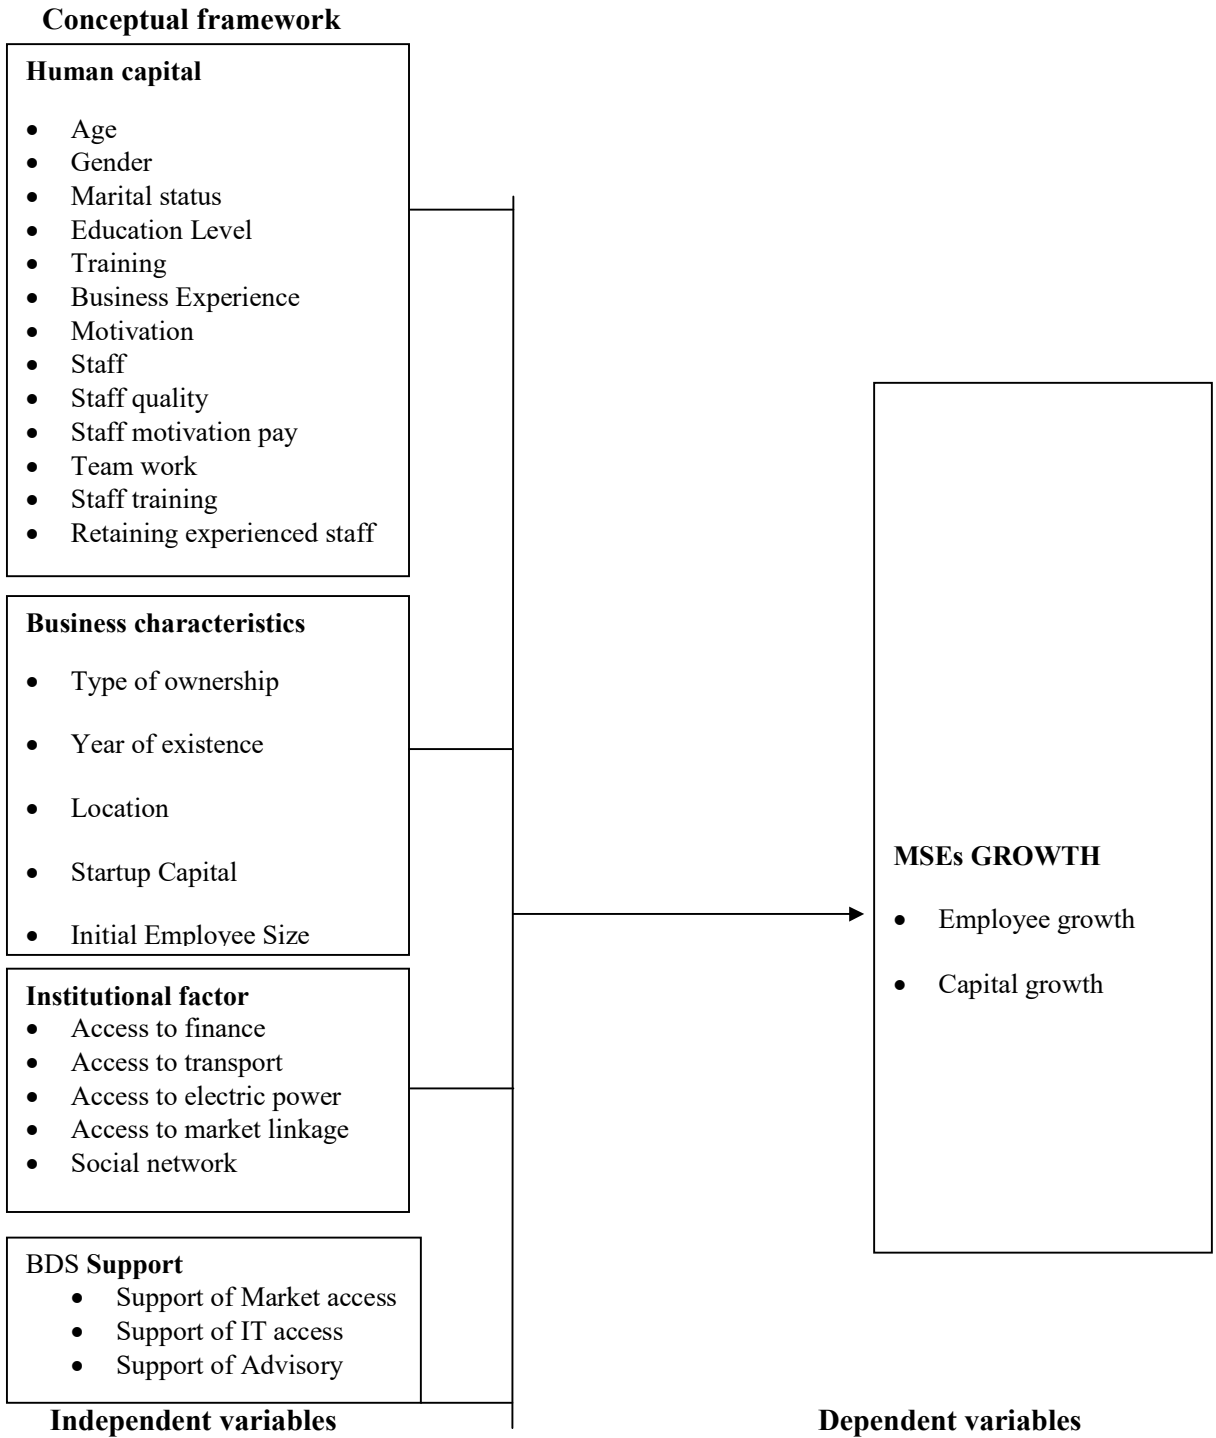 Conceptual framework
Human capital
• Age
• Gender
• Marital status
• Education Level
• Training
• Business Experience
• Motivation
• Staff
• Staff quality
• Staff motivation pay
• Team work
• Staff training
• Retaining experienced staff
Business characteristics
• Type of ownership
• Year of existence
• Location
• Startup Capital
• Initial Employee Size
Institutional factor
• Access to finance
• Access to transport
• Access to electric power
• Access to market linkage
• Social network
BDS Support
• Support of Market access
• Support of IT access
• Support of Advisory
Independent variables
MSEs GROWTH
• Employee growth
• Capital growth
Dependent variables